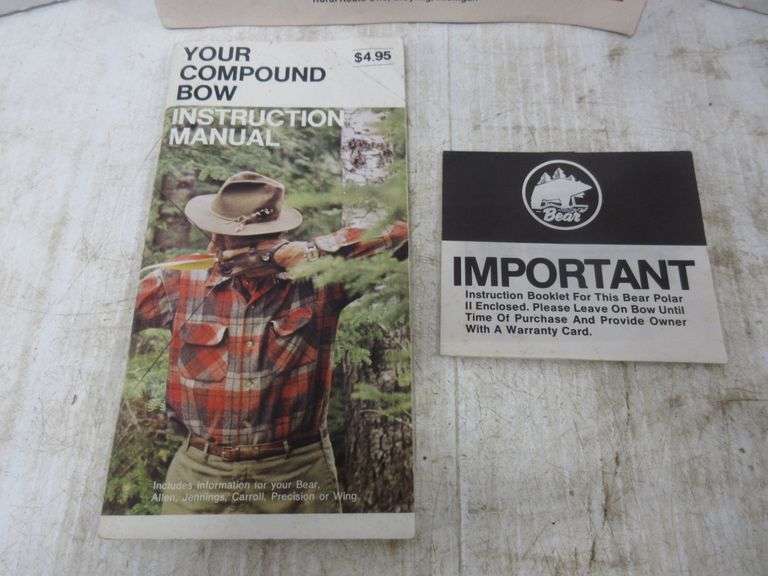 YOUR
COMPOUND
BOW
$4.95
INSTRUCTION
MANUAL
Includes information for your Bear,
Allen, Jennings, Carroll, Precision or Wing
Bear
IMPORTANT
Instruction Booklet For This Bear Polar
II Enclosed. Please Leave On Bow Until
Time Of Purchase And Provide Owner
With A Warranty Card.